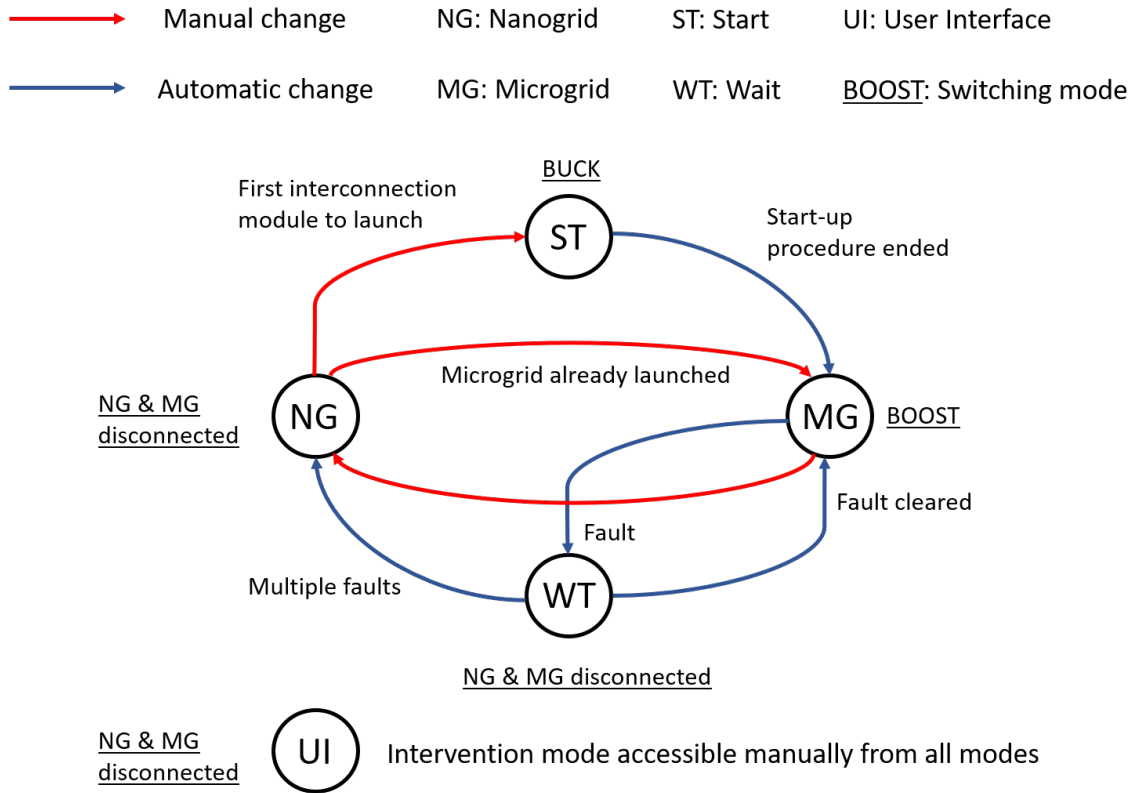 Manual change NG: Nanogrid ST: Start UI: User Interface
Automatic change MG: Microgrid WT: Wait BOOST: Switching mode
BUCK
First interconnection
module to launch
ST
Start-up
procedure ended
Microgrid already launched
NG & MG
disconnected
NG
MG
BOOST
Fault cleared
Fault
Multiple faults
WT
NG & MG disconnected
NG & MG
disconnected
UI
Intervention mode accessible manually from all modes